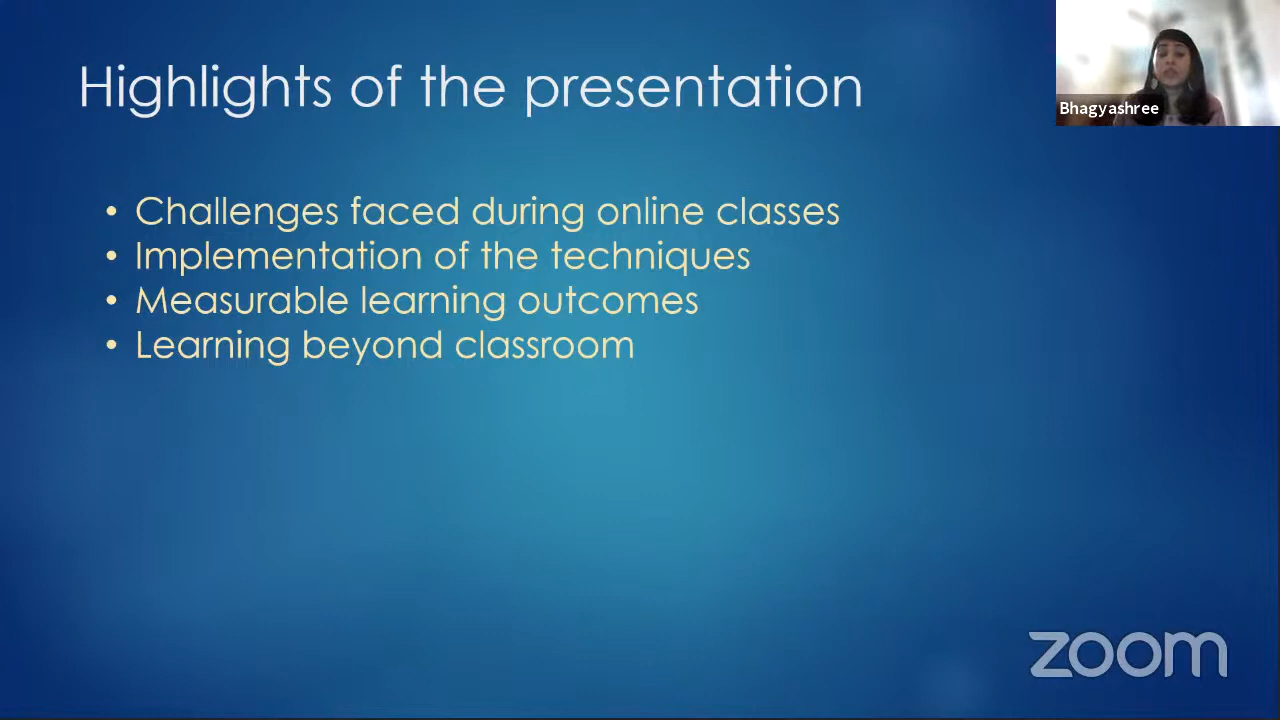 Highlights of the presentation
Bhagyashree
• Challenges faced during online classes
• Implementation of the techniques
• Measurable learning outcomes
• Learning beyond classroom
zoom